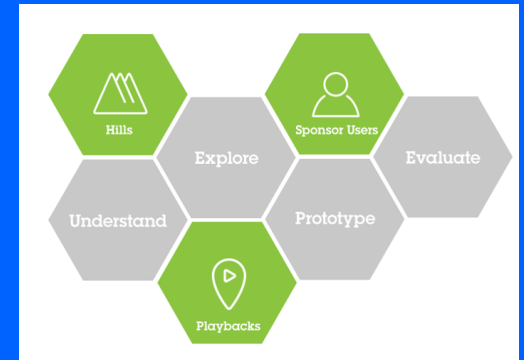 Hills
Sponsor Users
Explore
Evaluate
Understand
Prototype
Playbacks